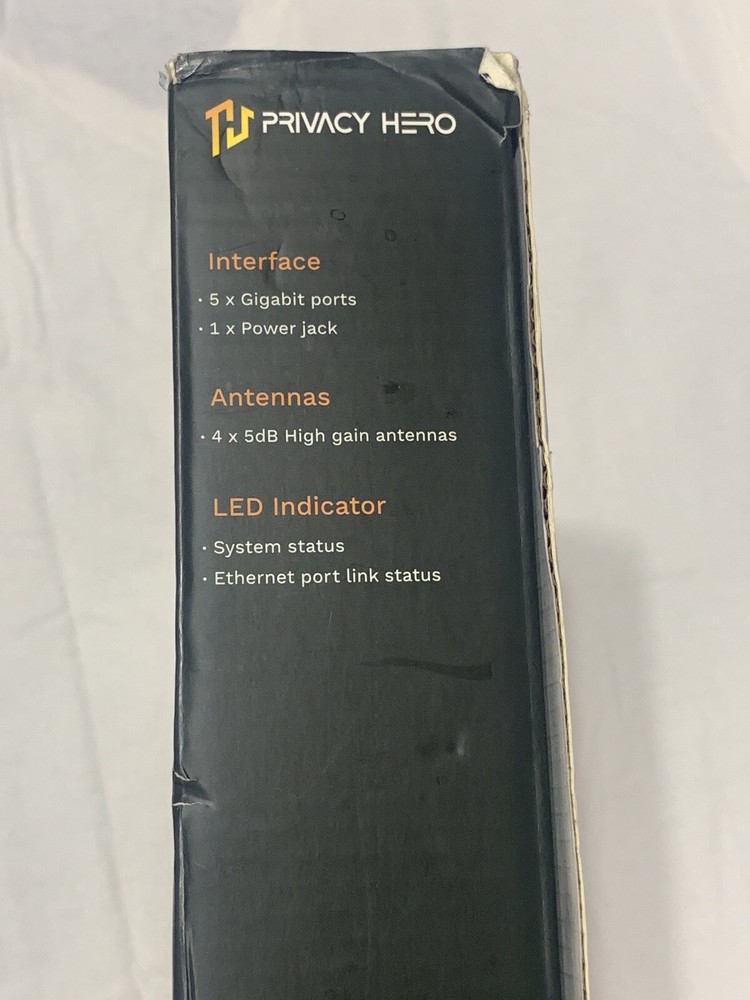 PRIVACY HERO
Interface
· 5 x Gigabit ports
· 1 x Power jack
Antennas
· 4 x 5dB High gain antennas
LED Indicator
· System status
· Ethernet port link status